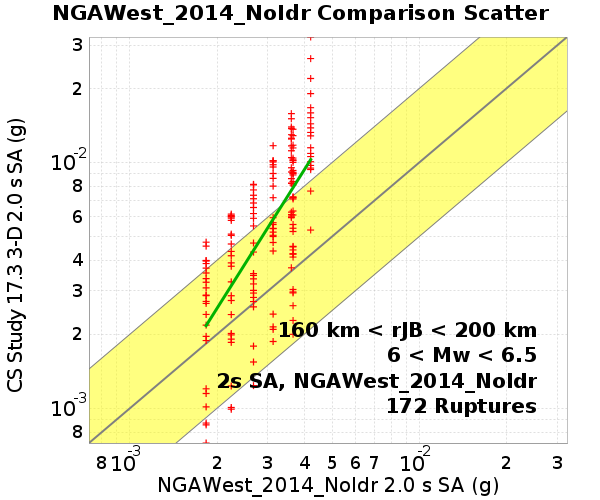 NGAWest_2014_NoIdr Comparison Scatter
CS Study 17.3 3-D 2.0 s SA (g)
3
2
10-2
8
6
4
3
2
10-3
8
160 km < rJB < 200 km
6 < Mw < 6.5
2s SA, NGAWest_2014_NoIdr
172 Ruptures
8 10-3 2 3 4 5 6 7 10-2 2 3
NGAWest_2014_NoIdr 2.0 s SA (g)